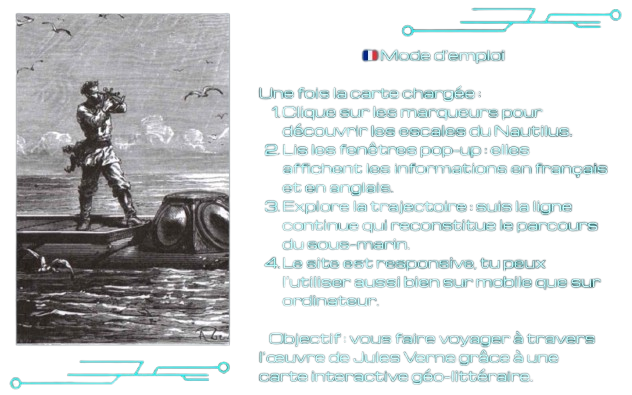 Mode d'emploi
Une fois la carte chargée :
1. Clique sur les marqueurs pour
découvrir les escales du Nautilus.
2. Lis les fenêtres pop-up : elles
affichent les informations en français
et en anglais.
3. Explore la trajectoire : suis la ligne
continue qui reconstitue le parcours
du sous-marin.
4. Le site est responsive, tu peux
l'utiliser aussi bien sur mobile que sur
ordinateur.
Objectif : vous faire voyager à travers
l'œuvre de Jules Verne grâce à une
carte interactive géo-littéraire.